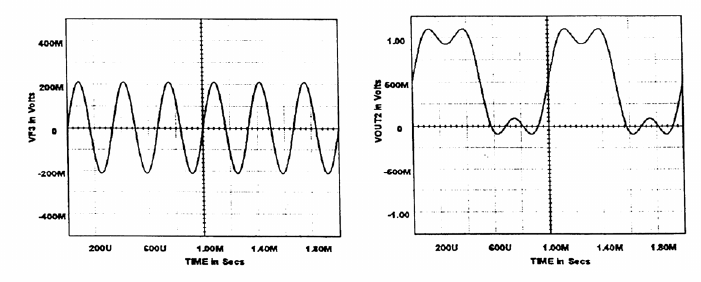 400M
200M
0
-200M
-400M
VF3 in Volts
200U 600U 1.00M 1.40M 1.80M
TIME in Secs
1.00
500M
0
-500M
-1.00
VOUT2 in Volts
200U 600U 1.00M 1.40M 1.80M
TIME in Secs